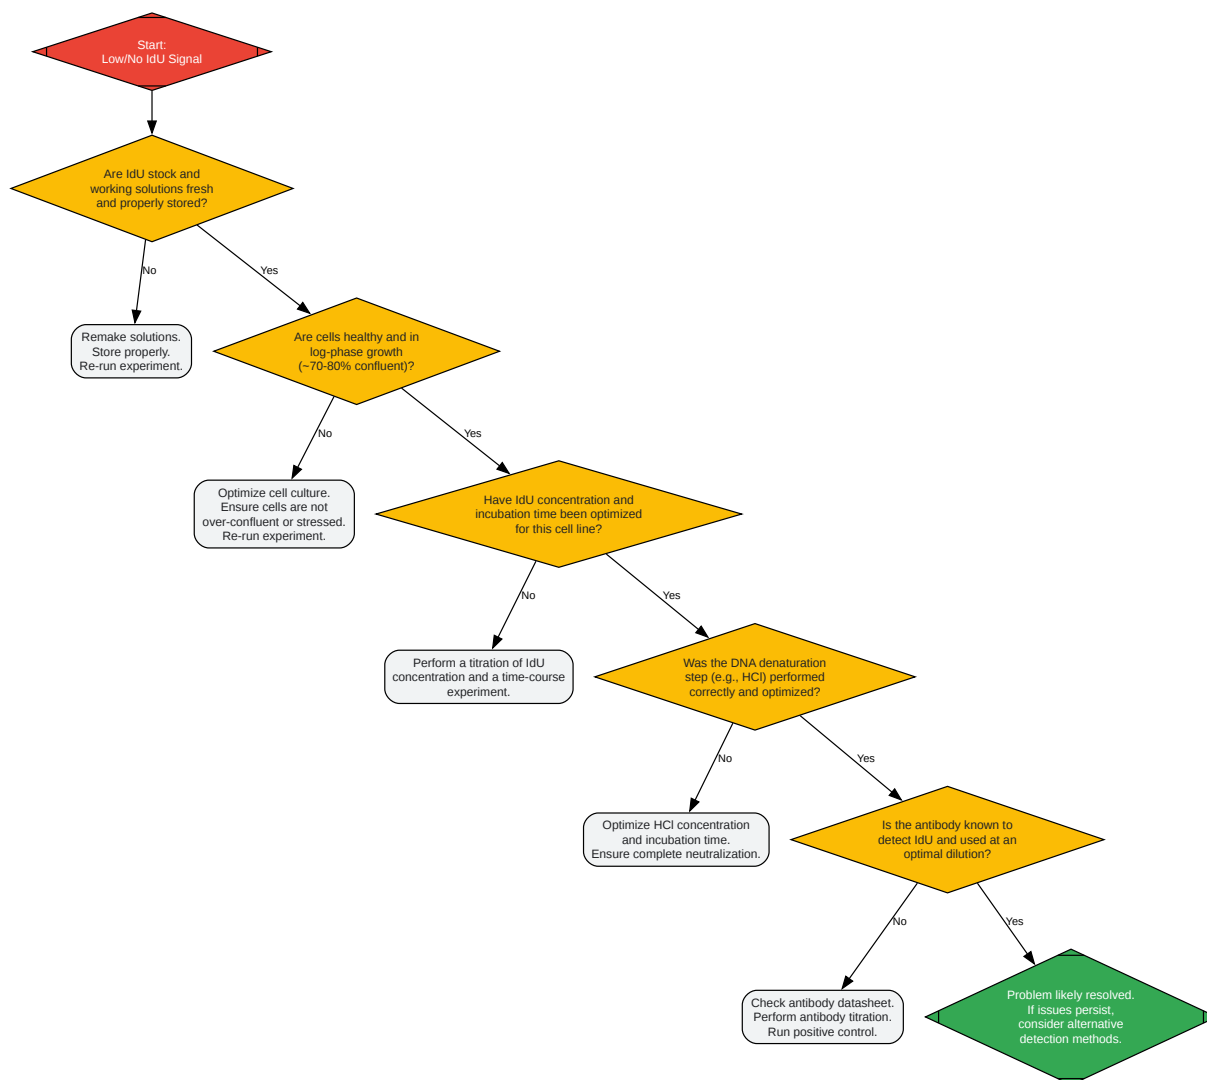 Start:
Low/No IdU Signal
Are IdU stock and
working solutions fresh
and properly stored?
No
Yes
Remake solutions.
Store properly.
Re-run experiment.
Are cells healthy and in
log-phase growth
(~70-80% confluent)?
No
Yes
Optimize cell culture.
Ensure cells are not
over-confluent or stressed.
Re-run experiment.
Have IdU concentration and
incubation time been optimized
for this cell line?
No
Yes
Perform a titration of IdU
concentration and a time-course
experiment.
Was the DNA denaturation
step (e.g., HCl) performed
correctly and optimized?
No
Yes
Optimize HCl concentration
and incubation time.
Ensure complete neutralization.
Is the antibody known to
detect IdU and used at an
optimal dilution?
No
Yes
Check antibody datasheet.
Perform antibody titration.
Run positive control.
Problem likely resolved.
If issues persist,
consider alternative
detection methods.